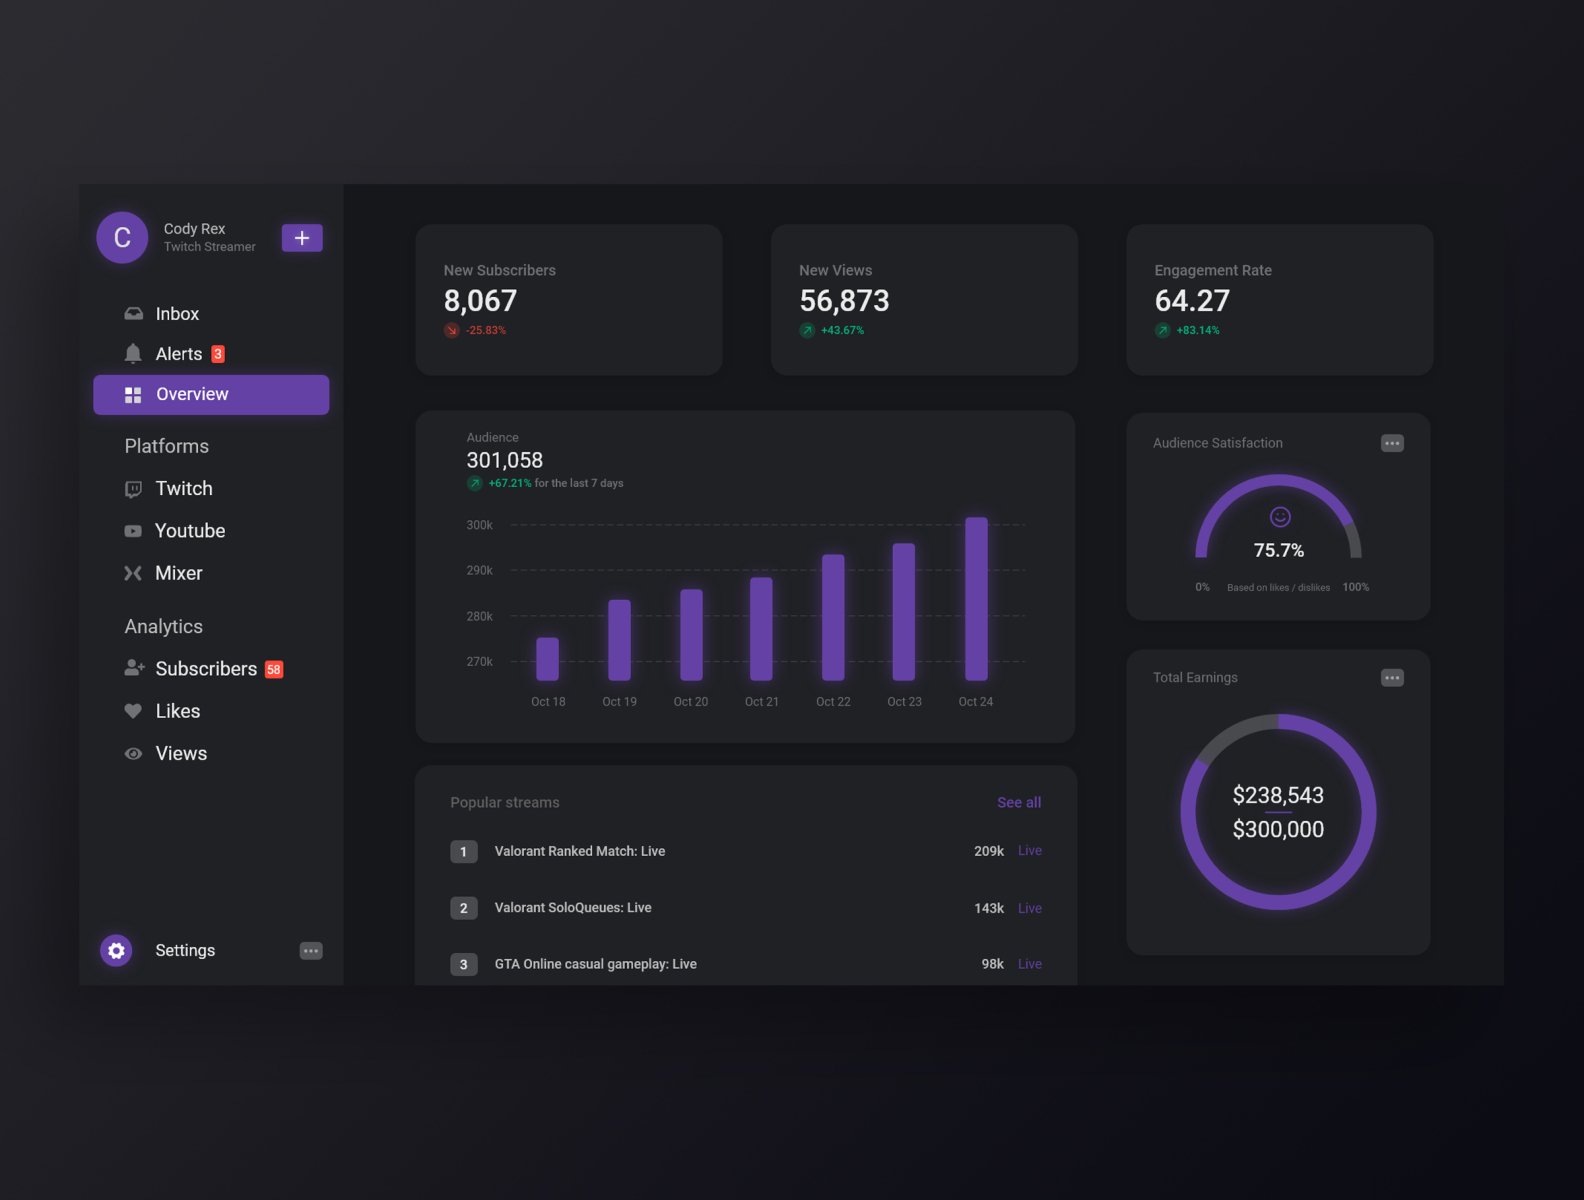 C
Cody Rex
Twitch Streamer
Inbox
Alerts 3
Overview
Platforms
Twitch
Youtube
Mixer
Analytics
Subscribers 58
Likes
Views
Settings
New Subscribers
8,067
-25.83%
New Views
56,873
+43.67%
Engagement Rate
64.27
+83.14%
Audience
301,058
+67.21% for the last 7 days
300k
290k
280k
270k
Oct 18 Oct 19 Oct 20 Oct 21 Oct 22 Oct 23 Oct 24
Audience Satisfaction
75.7%
0% Based on likes / dislikes 100%
Popular streams See all
1 Valorant Ranked Match: Live 209k Live
2 Valorant SoloQueues: Live 143k Live
3 GTA Online casual gameplay: Live 98k Live
Total Earnings
$238,543
$300,000